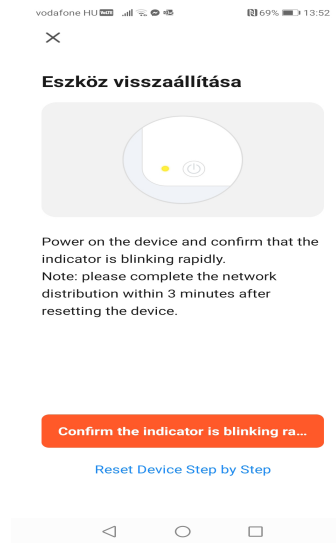 vodafone HU VoLTE 69% 13:52
Eszköz visszaállítása
Power on the device and confirm that the
indicator is blinking rapidly.
Note: please complete the network
distribution within 3 minutes after
resetting the device.
Confirm the indicator is blinking ra...
Reset Device Step by Step